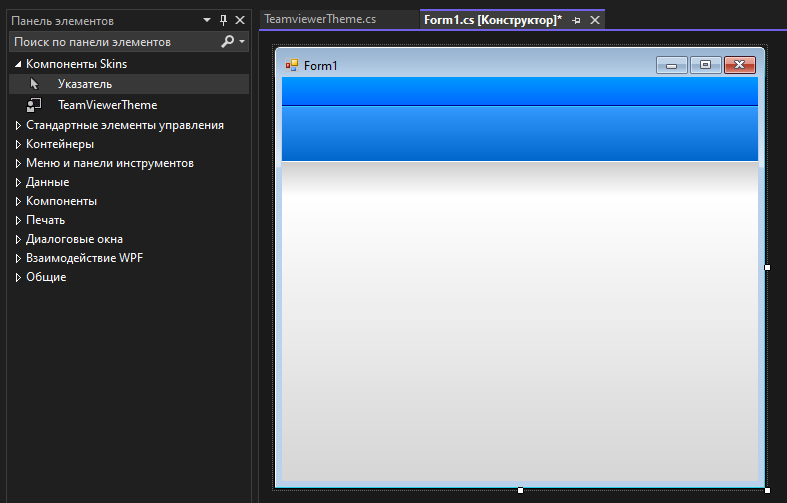 Панель элементов
Поиск по панели элементов
Компоненты Skins
Указатель
TeamViewerTheme
Стандартные элементы управления
Контейнеры
Меню и панели инструментов
Данные
Компоненты
Печать
Диалоговые окна
Взаимодействие WPF
Общие
TeamviewerTheme.cs
Form1.cs [Конструктор]*
Form1